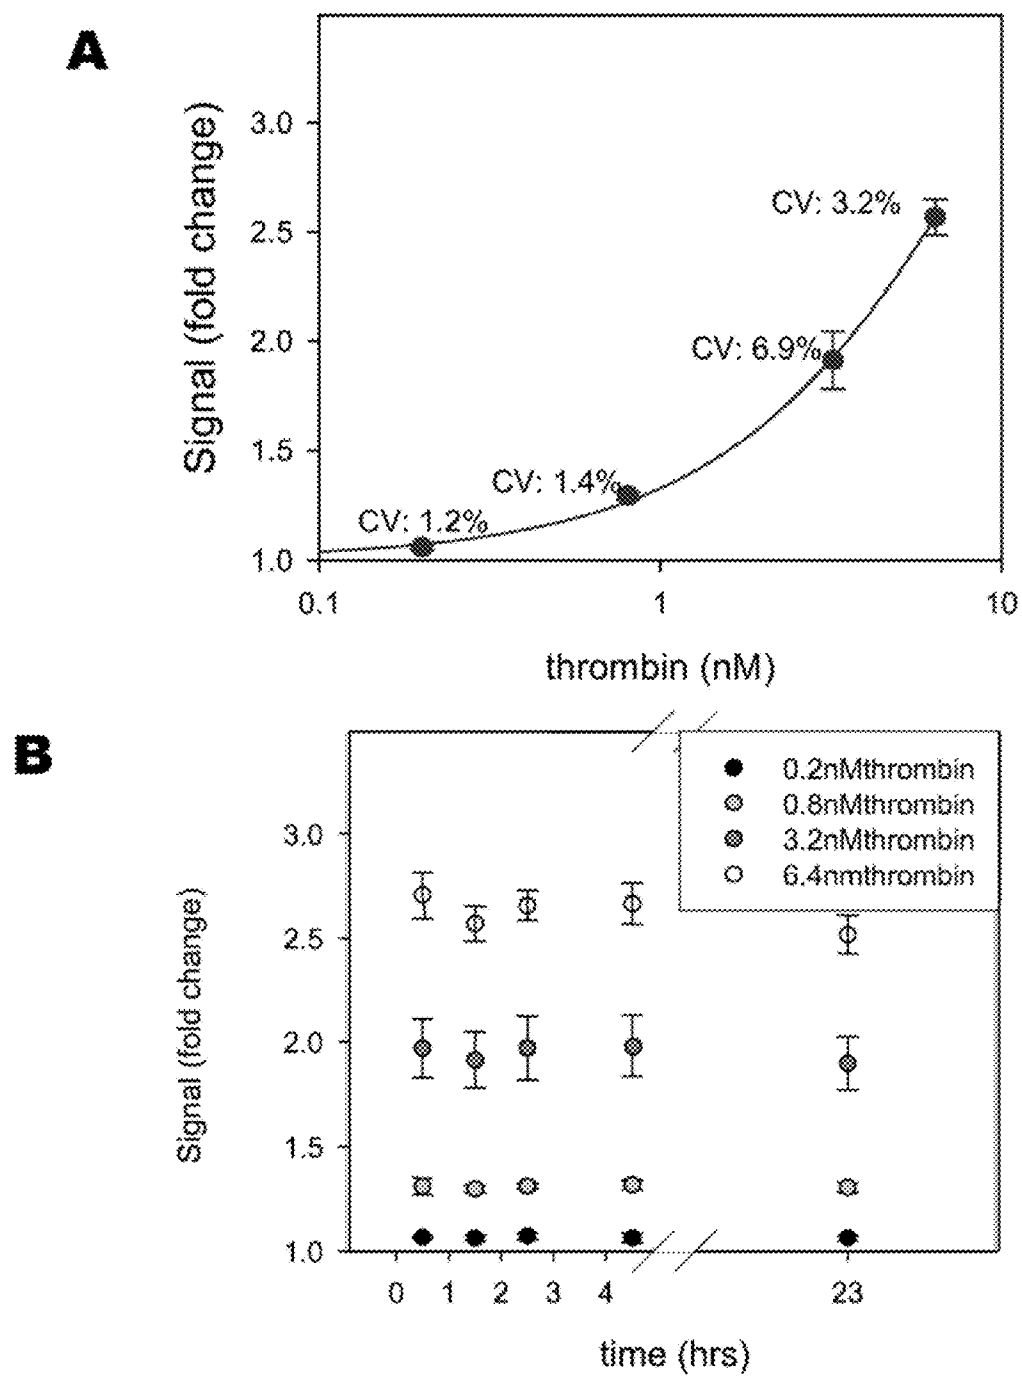 A
Signal (fold change)
3.0
2.5
2.0
1.5
1.0
CV: 3.2%
CV: 6.9%
CV: 1.4%
CV: 1.2%
0.1
1
10
thrombin (nM)
B
Signal (fold change)
3.0
2.5
2.0
1.5
1.0
0.2nMthrombin
0.8nMthrombin
3.2nMthrombin
6.4nmthrombin
0
1
2
3
4
23
time (hrs)